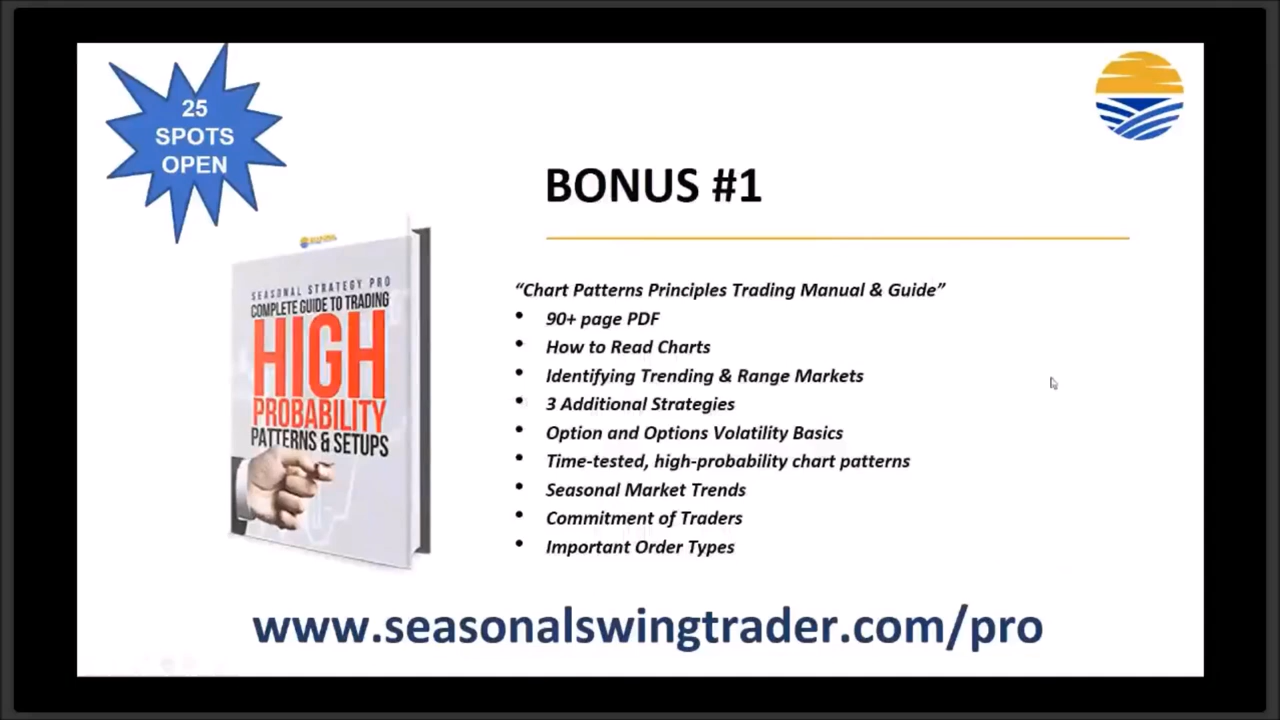 25
SPOTS
OPEN
BONUS #1
SEASONAL STRATEGY PRO
COMPLETE GUIDE TO TRADING
HIGH
PROBABILITY
PATTERNS & SETUPS
“Chart Patterns Principles Trading Manual & Guide”
• 90+ page PDF
• How to Read Charts
• Identifying Trending & Range Markets
• 3 Additional Strategies
• Option and Options Volatility Basics
• Time-tested, high-probability chart patterns
• Seasonal Market Trends
• Commitment of Traders
• Important Order Types
www.seasonalswingtrader.com/pro